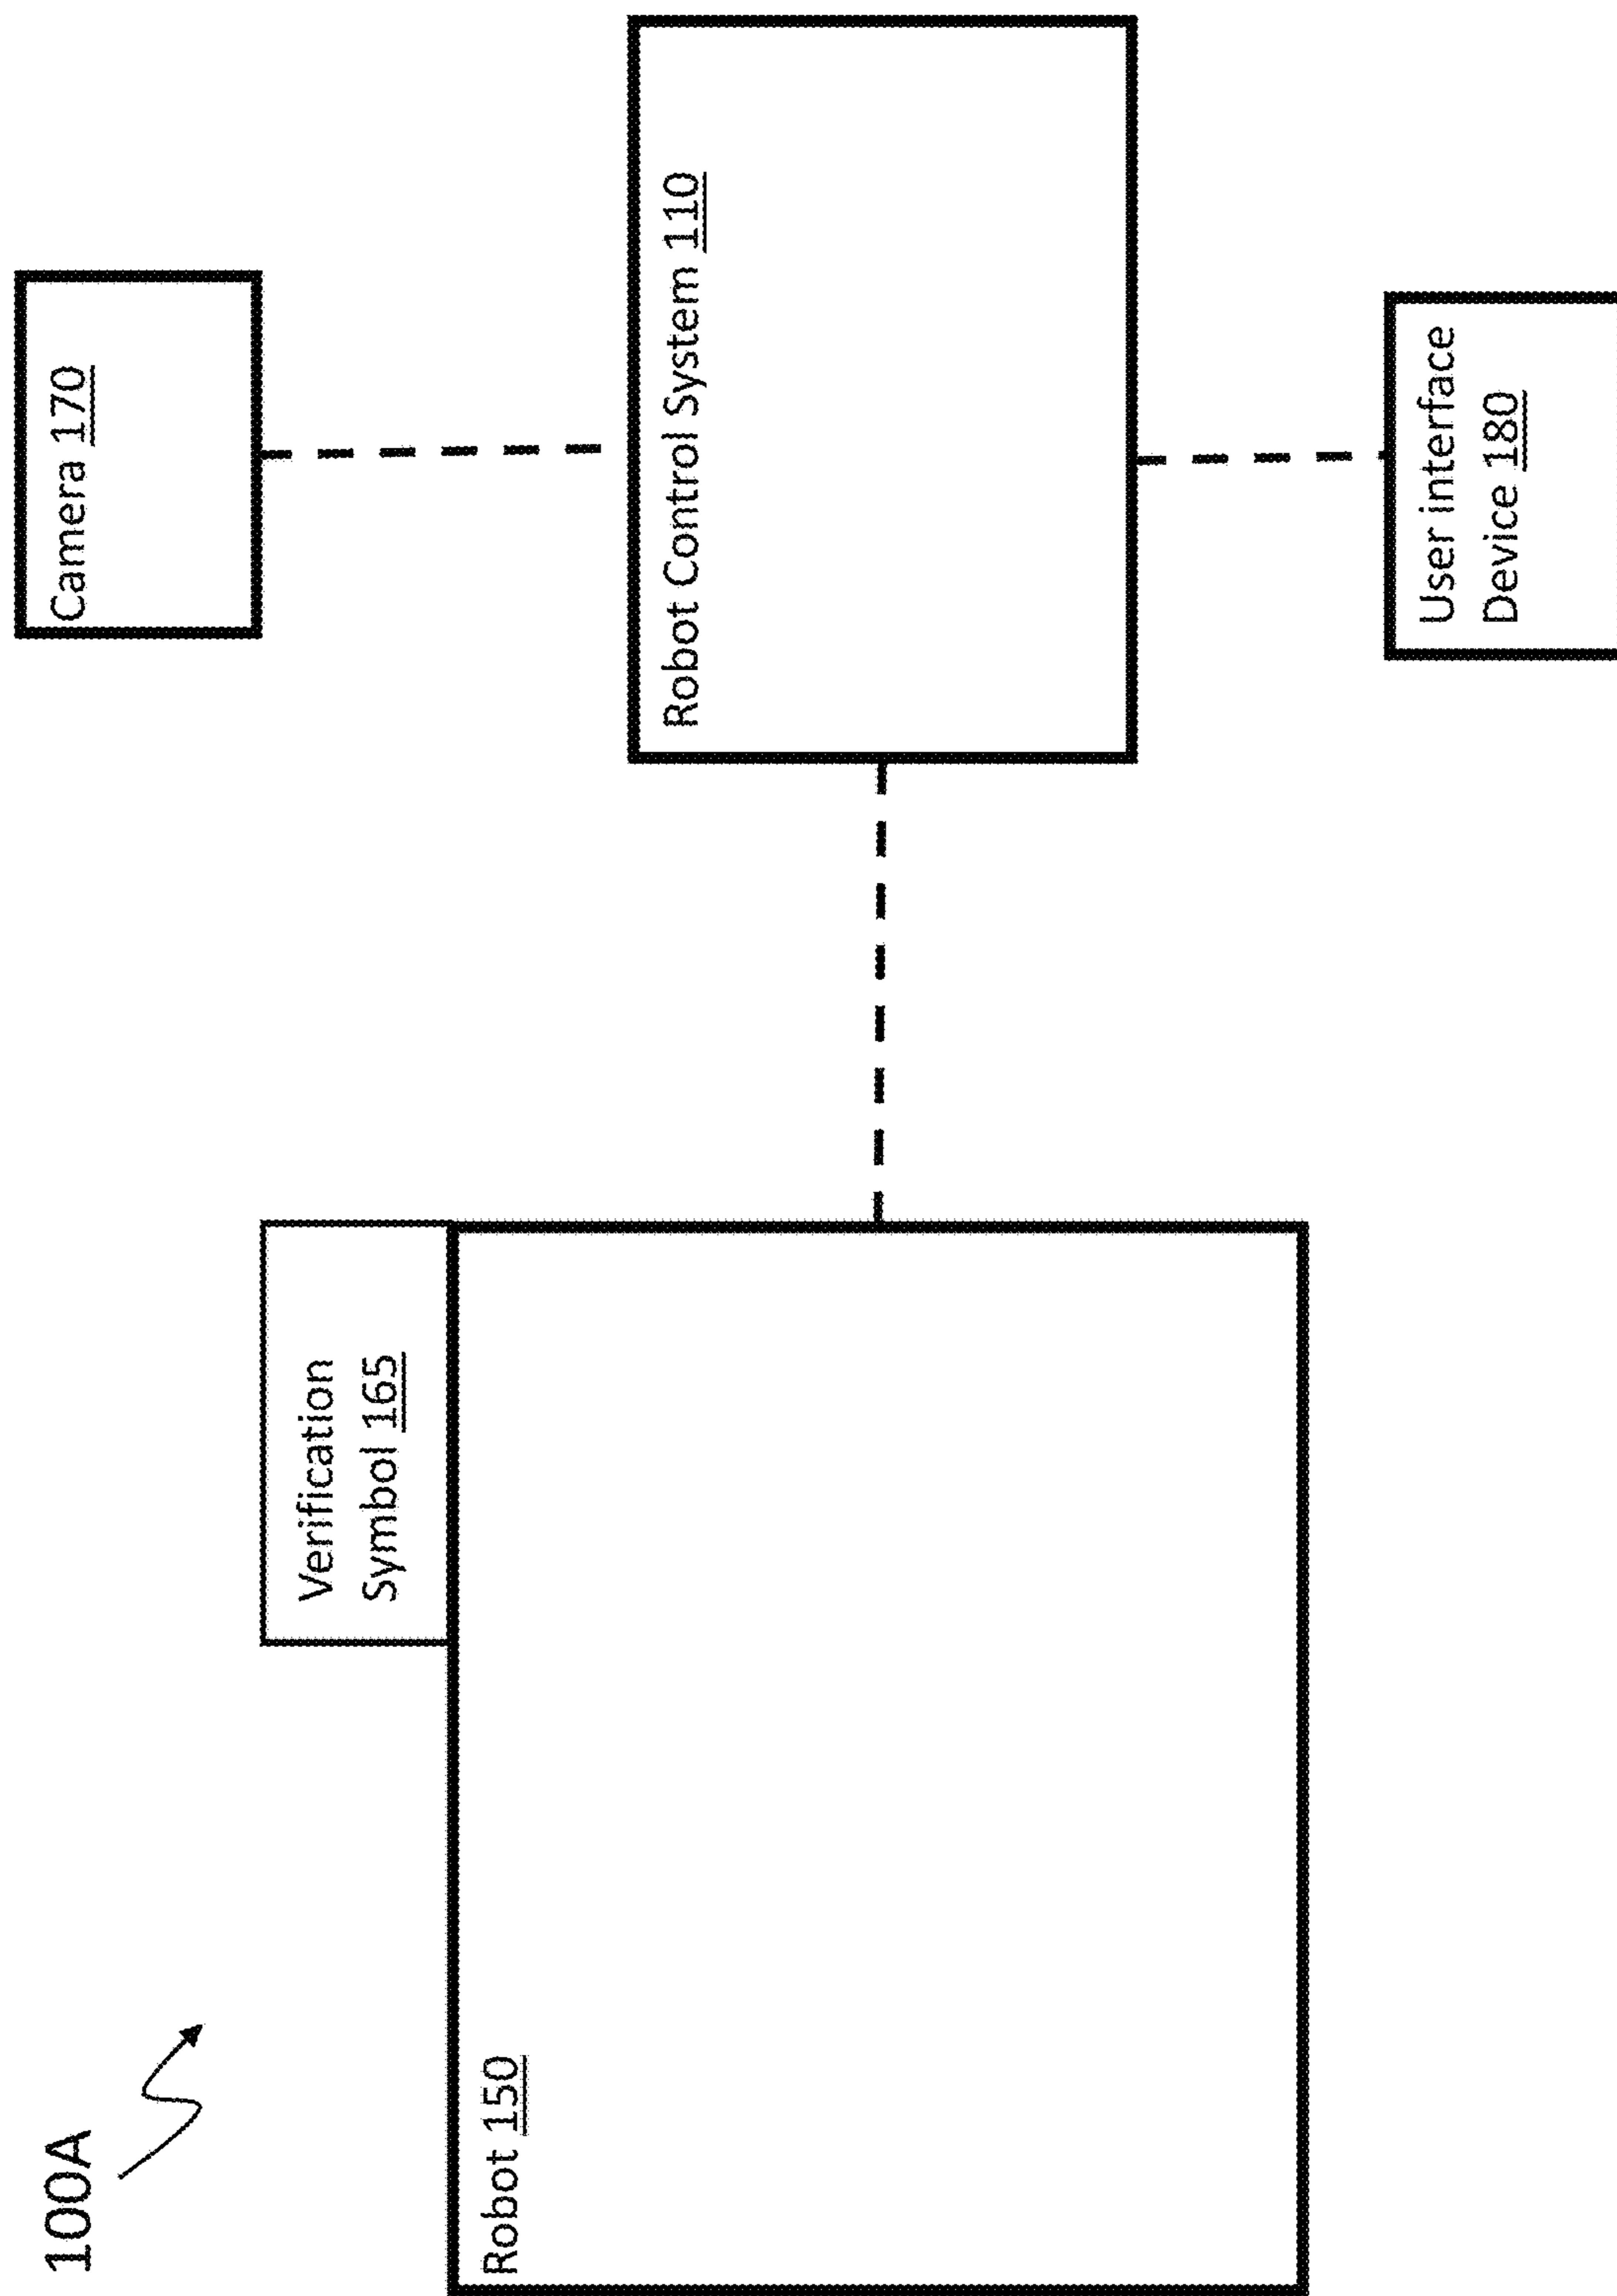 100A
Robot 150
Verification
Symbol 165
Camera 170
Robot Control System 110
User interface
Device 180